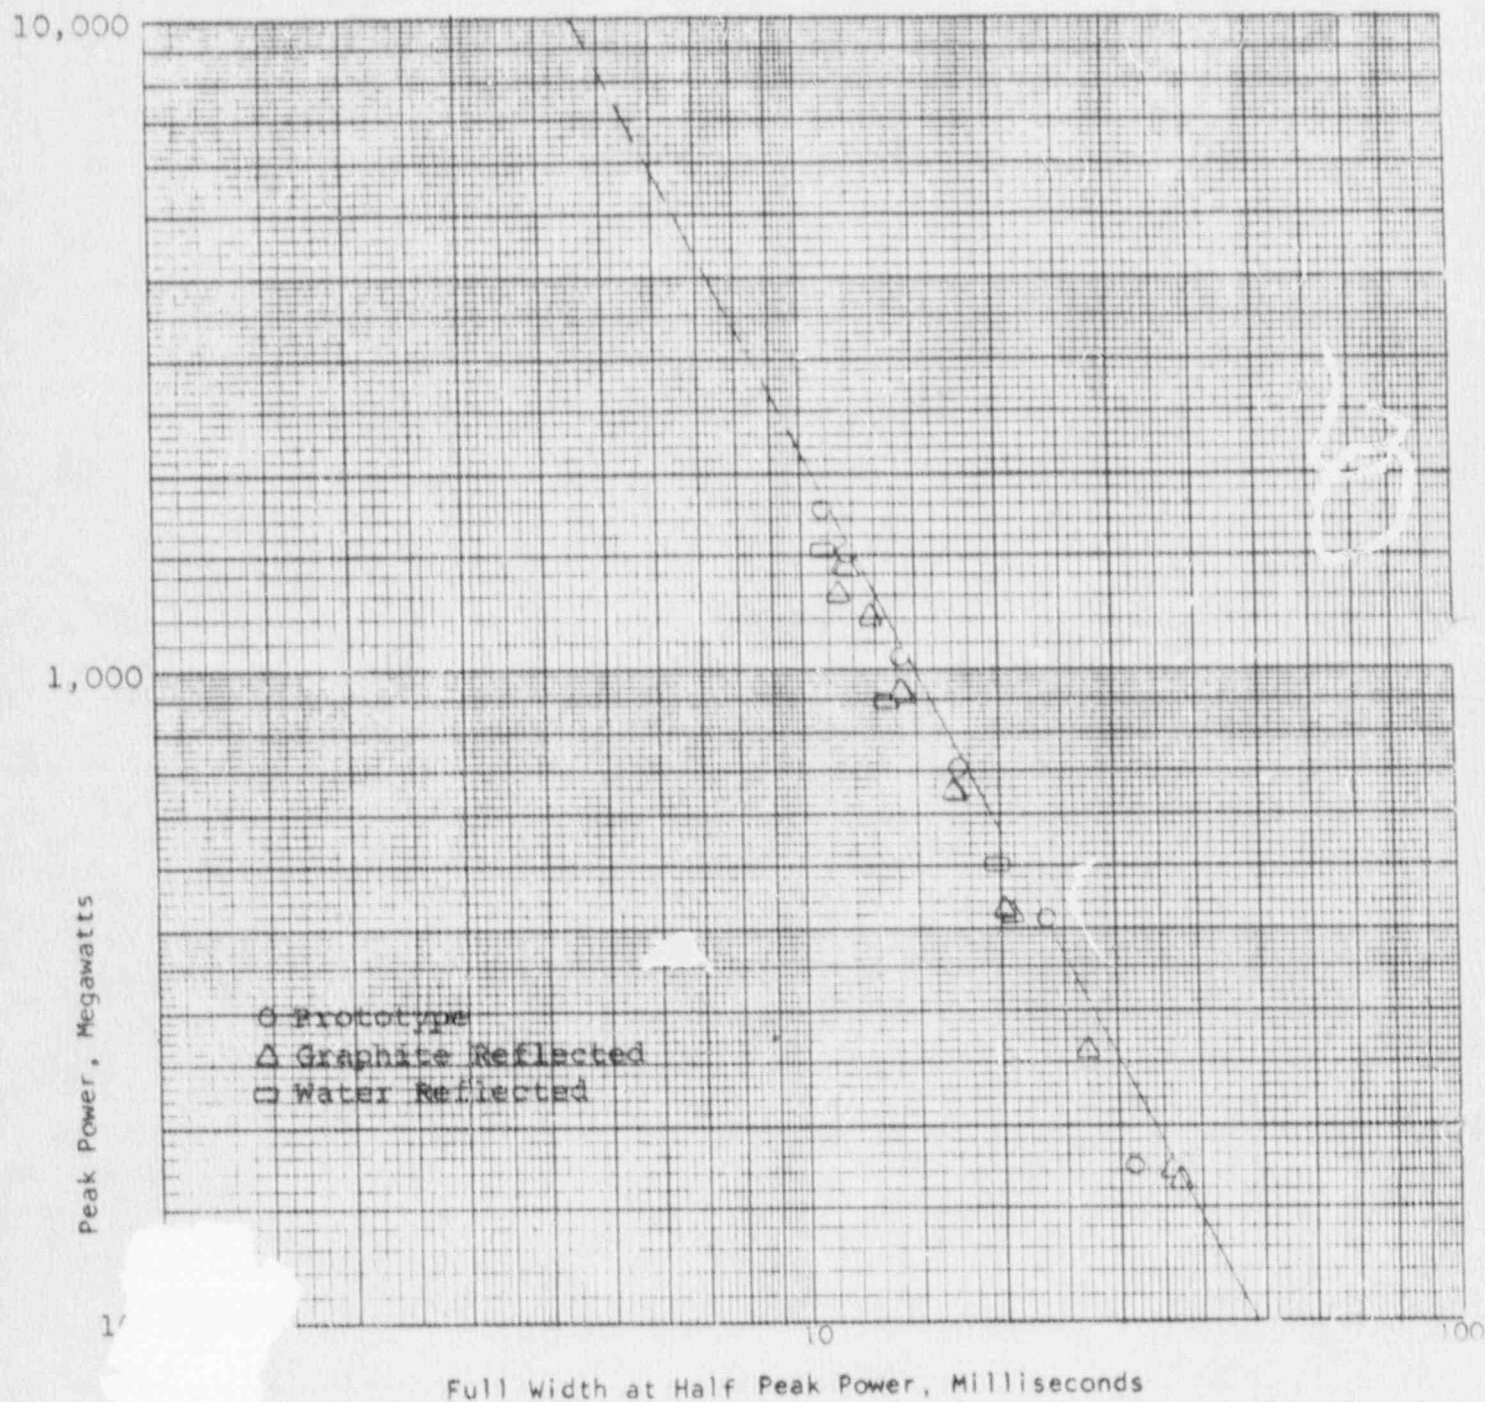 10,000
1,000
Peak Power, Megawatts
O Prototype
△ Graphite Reflected
▭ Water Reflected
10
100
Full Width at Half Peak Power, Milliseconds